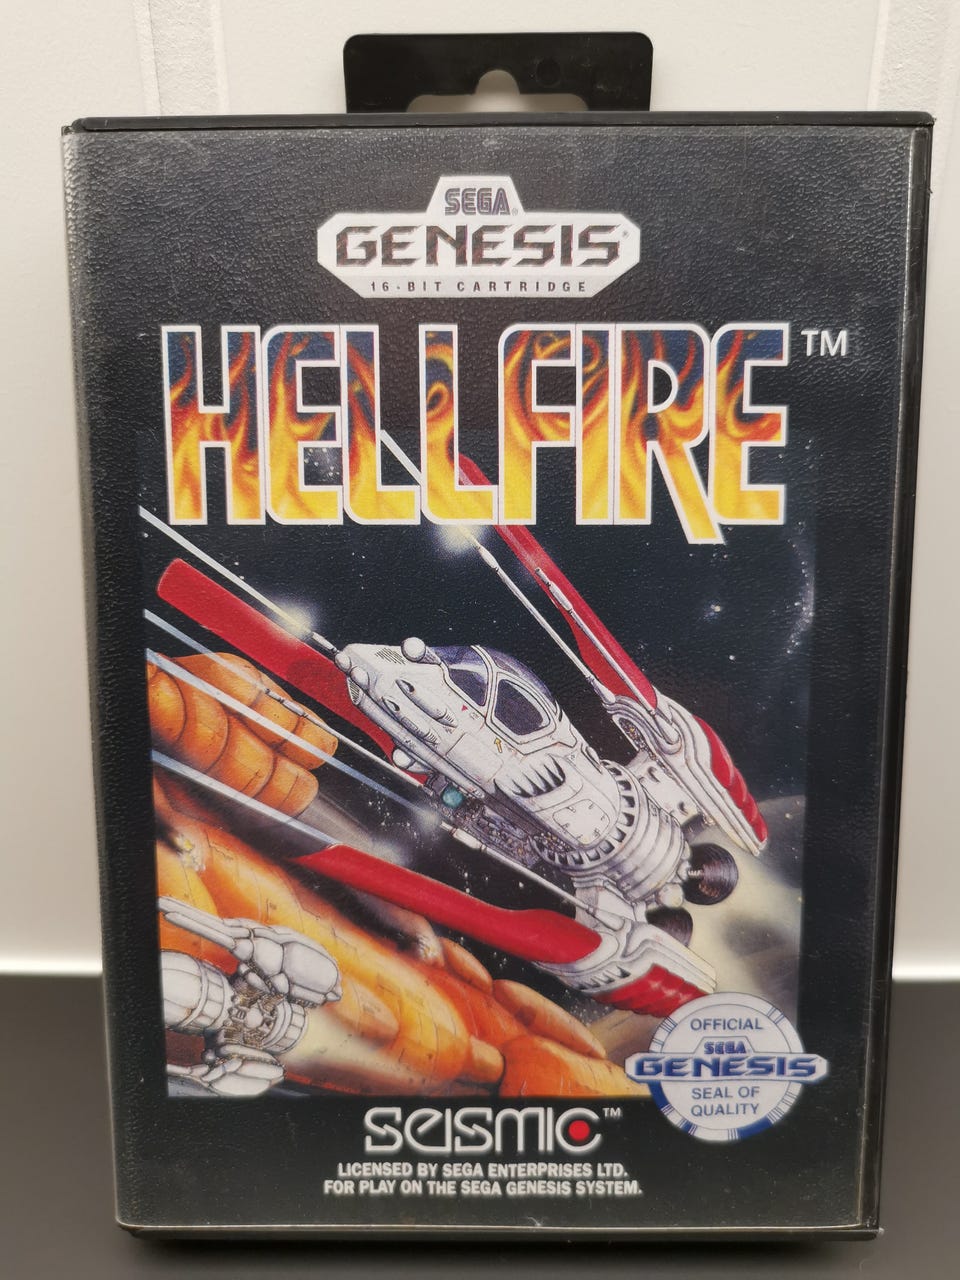 SEGA®
GENESIS®
16-BIT CARTRIDGE
HELLFIRE™
OFFICIAL
SEGA
GENESIS
SEAL OF
QUALITY
SEISMIC™
LICENSED BY SEGA ENTERPRISES LTD.
FOR PLAY ON THE SEGA GENESIS SYSTEM.